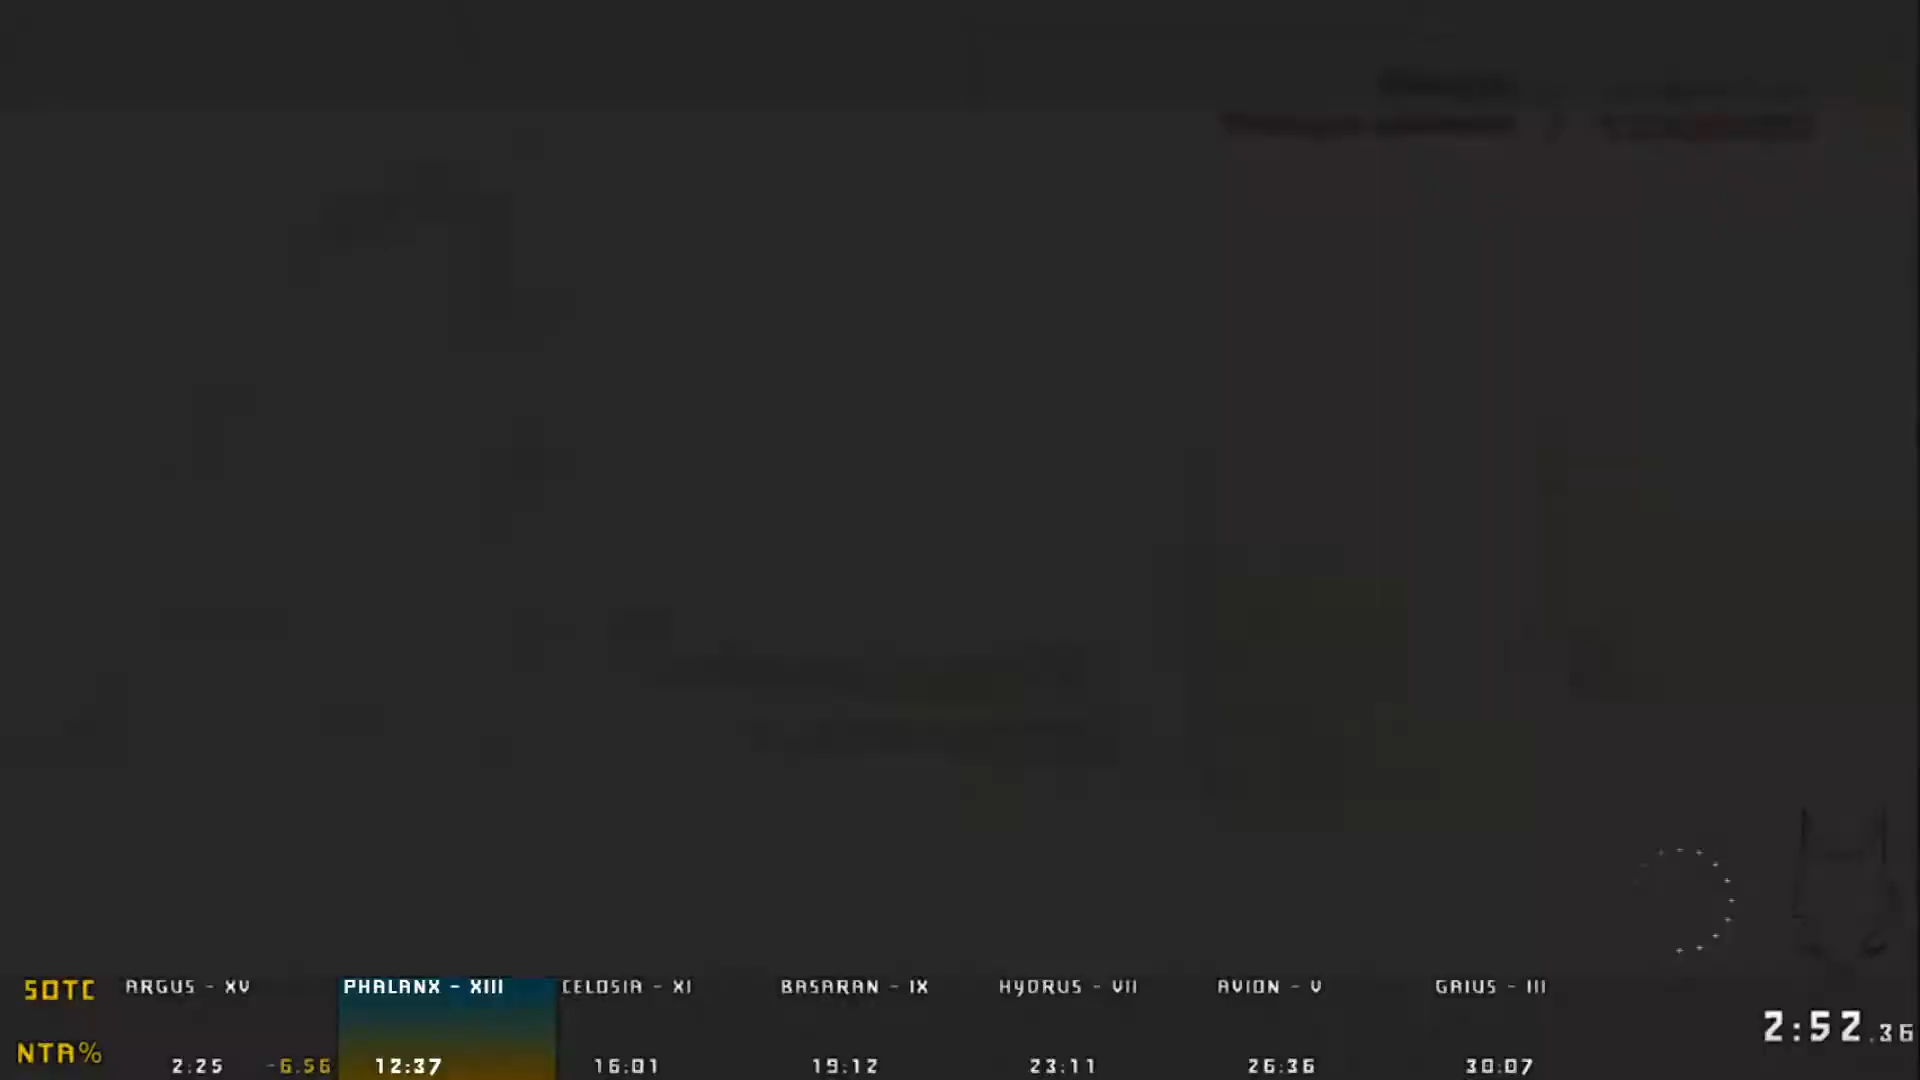 SOTC ARGUS - XV PHALANX - XIII CELOSIA - XI BASARAN - IX HYDRUS - VII AVION - V GAIUS - III
2:52.36
NTA% 2:25 -6.56 12:37 16:01 19:12 23:11 26:36 30:07